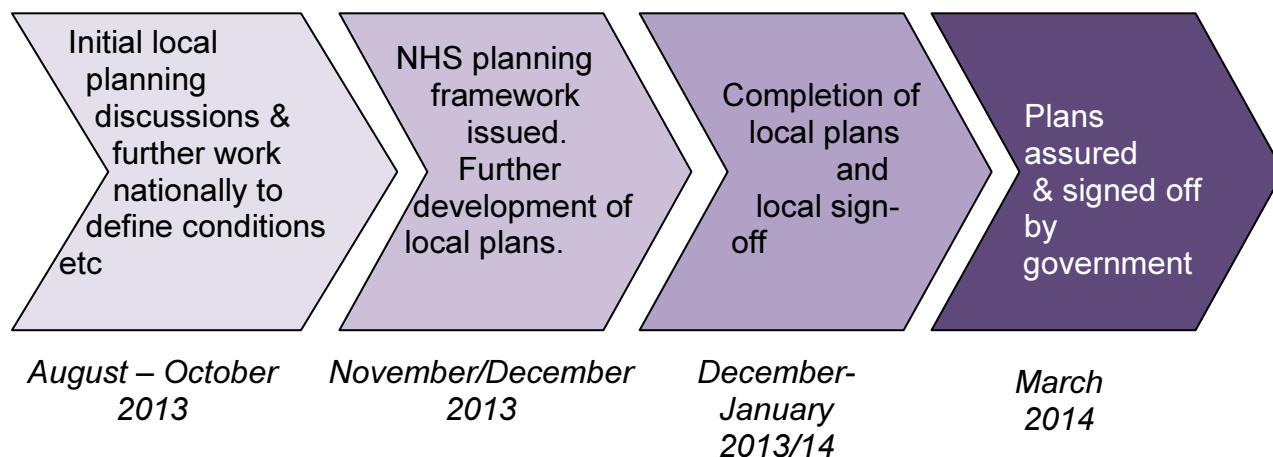 Initial local
planning
discussions &
further work
nationally to
define conditions
etc
NHS planning
framework
issued.
Further
development of
local plans.
Completion of
local plans
and
local sign-
off
Plans
assured
& signed off
by
government
August – October
2013
November/December
2013
December-
January
2013/14
March
2014